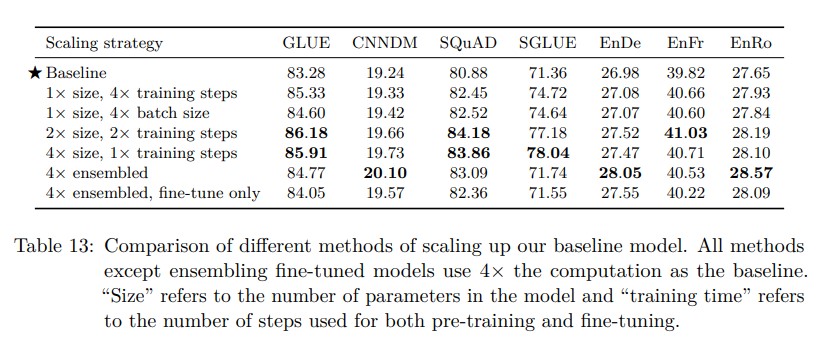 Scaling strategy GLUE CNNDM SQuAD SGLUE EnDe EnFr EnRo
★ Baseline 83.28 19.24 80.88 71.36 26.98 39.82 27.65
1× size, 4× training steps 85.33 19.33 82.45 74.72 27.08 40.66 27.93
1× size, 4× batch size 84.60 19.42 82.52 74.64 27.07 40.60 27.84
2× size, 2× training steps 86.18 19.66 84.18 77.18 27.52 41.03 28.19
4× size, 1× training steps 85.91 19.73 83.86 78.04 27.47 40.71 28.10
4× ensembled 84.77 20.10 83.09 71.74 28.05 40.53 28.57
4× ensembled, fine-tune only 84.05 19.57 82.36 71.55 27.55 40.22 28.09
Table 13: Comparison of different methods of scaling up our baseline model. All methods
except ensembling fine-tuned models use 4× the computation as the baseline.
“Size” refers to the number of parameters in the model and “training time” refers
to the number of steps used for both pre-training and fine-tuning.